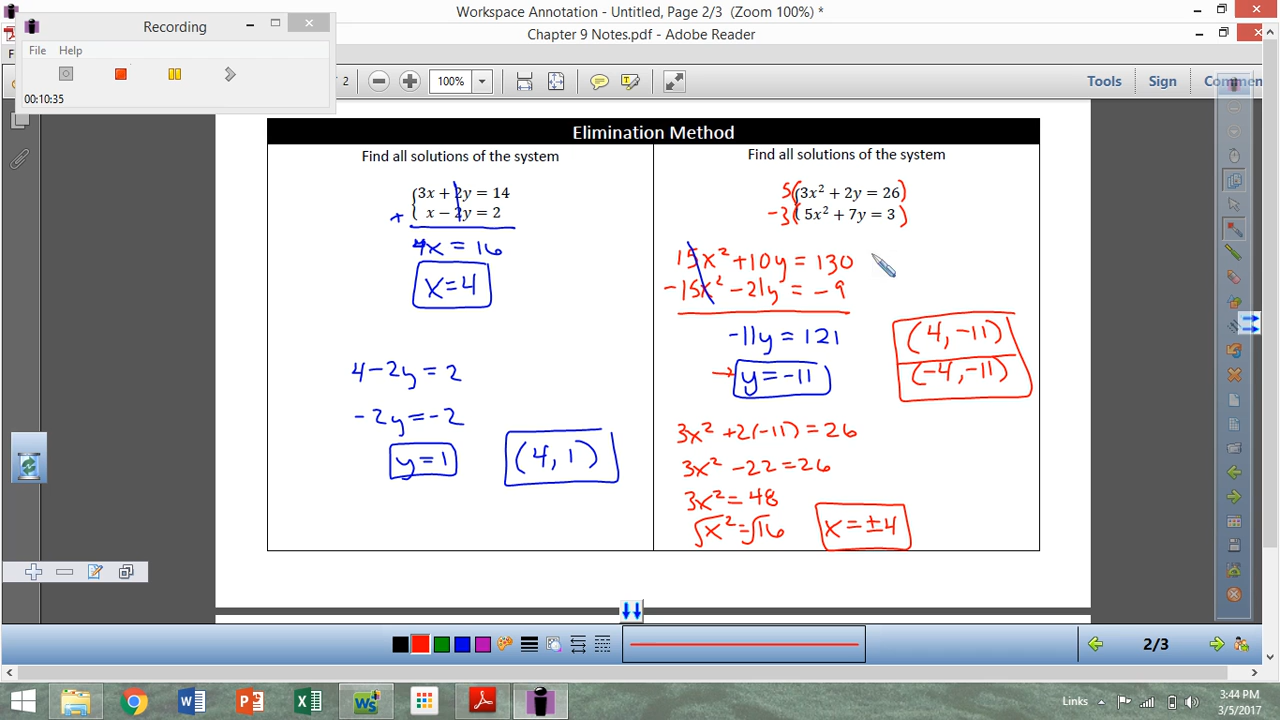 Workspace Annotation - Untitled, Page 2/3 (Zoom 100%) *
Recording
Chapter 9 Notes.pdf - Adobe Reader
File Help
00:10:35
2
100%
Tools Sign Commen
Elimination Method
Find all solutions of the system
3x + 2y = 14
+ x − 2y = 2
4x = 16
x=4
4−2y = 2
-2y = -2
y=1
(4, 1)
Find all solutions of the system
5( 3x² + 2y = 26 )
-3( 5x² + 7y = 3 )
15x² +10y = 130
-15x² -21y = -9
-11y = 121
→ y = -11
(4, -11)
(-4, -11)
3x² +2(-11) = 26
3x² -22 = 26
3x² = 48
√x² = √16
x = ±4
2/3
Links
3:44 PM
3/5/2017